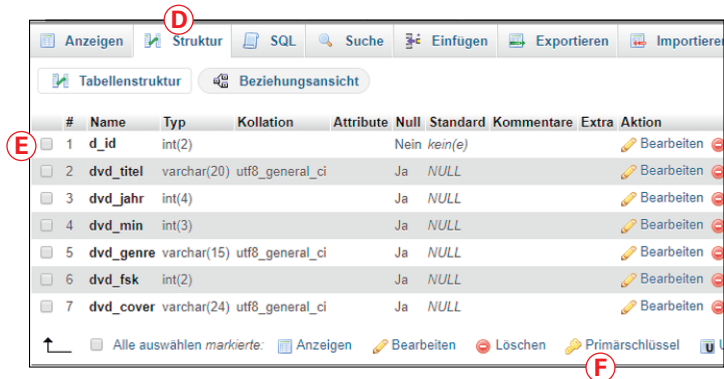 D
Anzeigen Struktur SQL Suche Einfügen Exportieren Importieren
Tabellenstruktur Beziehungsansicht
# Name Typ Kollation Attribute Null Standard Kommentare Extra Aktion
E 1 d_id int(2) Nein kein(e) Bearbeiten
2 dvd_titel varchar(20) utf8_general_ci Ja NULL Bearbeiten
3 dvd_jahr int(4) Ja NULL Bearbeiten
4 dvd_min int(3) Ja NULL Bearbeiten
5 dvd_genre varchar(15) utf8_general_ci Ja NULL Bearbeiten
6 dvd_fsk int(2) Ja NULL Bearbeiten
7 dvd_cover varchar(24) utf8_general_ci Ja NULL Bearbeiten
Alle auswählen markierte: Anzeigen Bearbeiten Löschen Primärschlüssel U
F